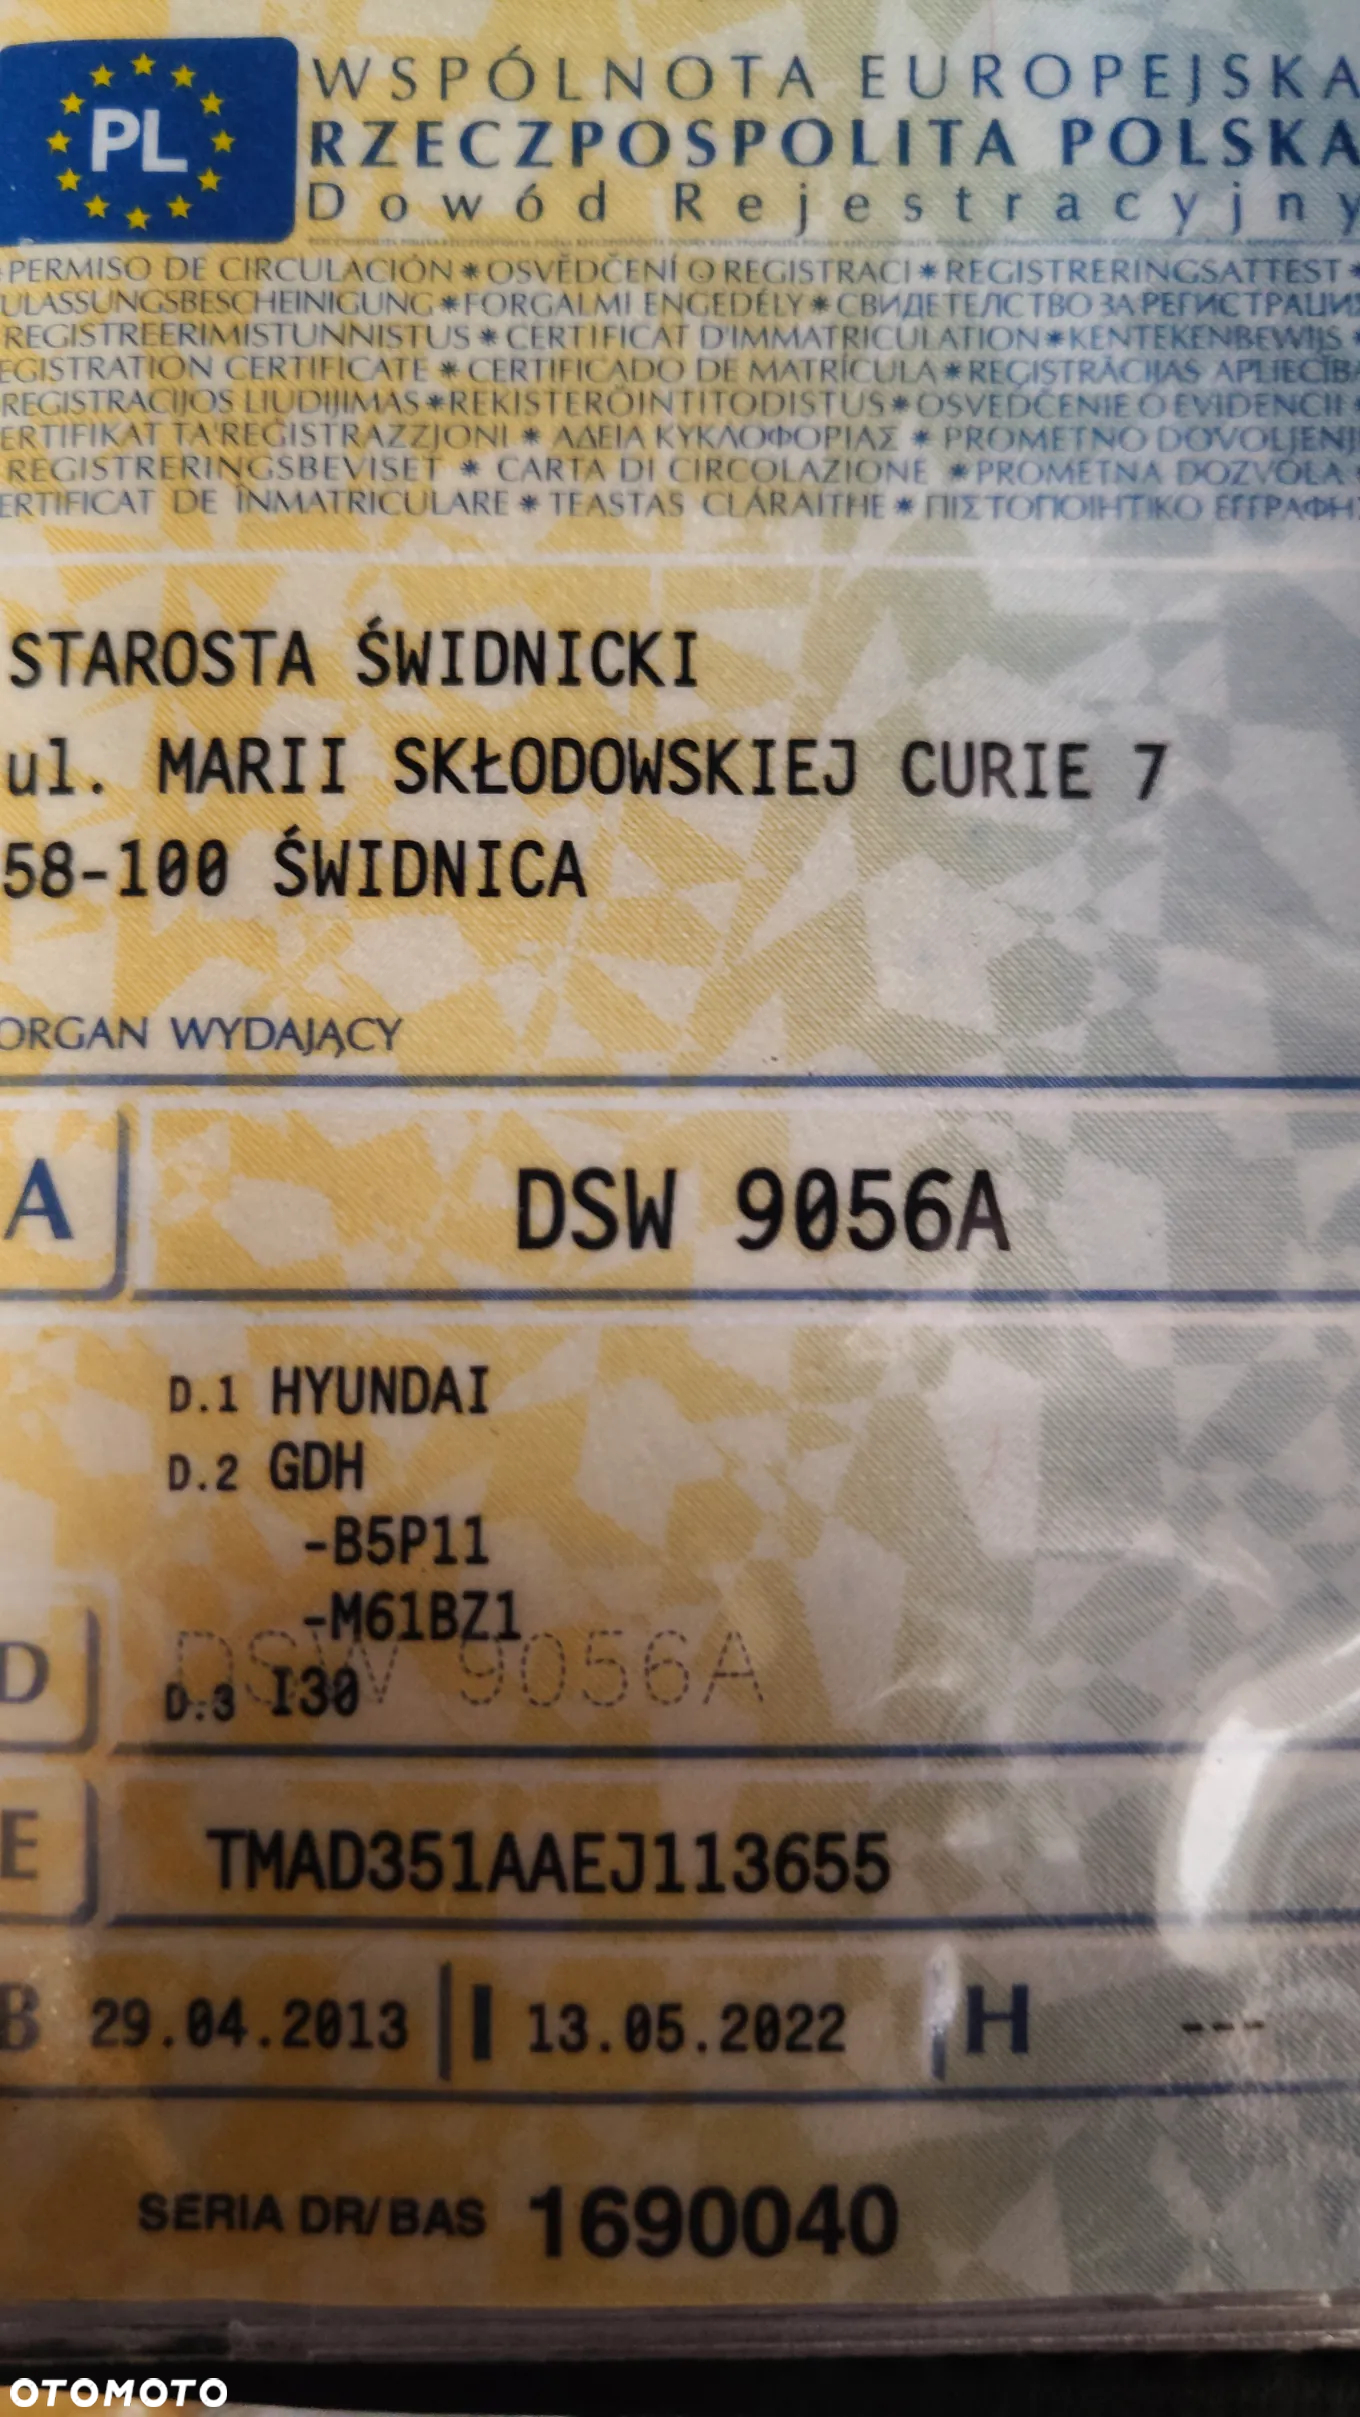 PL
WSPÓLNOTA EUROPEJSKA
RZECZPOSPOLITA POLSKA
Dowód Rejestracyjny
PERMISO DE CIRCULACIÓN * OSVĚDČENÍ O REGISTRACI * REGISTRERINGSATTEST *
ULASSUNGSBESCHEINIGUNG * FORGALMI ENGEDÉLY * СВИДЕТЕЛСТВО ЗА РЕГИСТРАЦИЯ
REGISTREERIMISTUNNISTUS * CERTIFICAT D'IMMATRICULATION * KENTEKENBEWIJS *
EGISTRATION CERTIFICATE * CERTIFICADO DE MATRÍCULA * REĢISTRĀCIJAS APLIECĪBA
REGISTRACIJOS LIUDIJIMAS * REKISTERÖINTITODISTUS * OSVEDČENIE O EVIDENCII *
ERTIFIKAT TA'REĠISTRAZZJONI * ΑΔΕΙΑ ΚΥΚΛΟΦΟΡΙΑΣ * PROMETNO DOVOLJENJE
REGISTRERINGSBEVISET * CARTA DI CIRCOLAZIONE * PROMETNA DOZVOLA *
ERTIFICAT DE ÎNMATRICULARE * TEASTAS CLÁRAITHE * ΠΙΣΤΟΠΟΙΗΤΙΚΟ ΕΓΓΡΑΦΗΣ
STAROSTA ŚWIDNICKI
ul. MARII SKŁODOWSKIEJ CURIE 7
58-100 ŚWIDNICA
ORGAN WYDAJĄCY
A DSW 9056A
D.1 HYUNDAI
D.2 GDH
-B5P11
-M61BZ1
DSW 9056A
D D.3 I30
E TMAD351AAEJ113655
B 29.04.2013 I 13.05.2022 H ---
SERIA DR/BAS 1690040
OTOMOTO